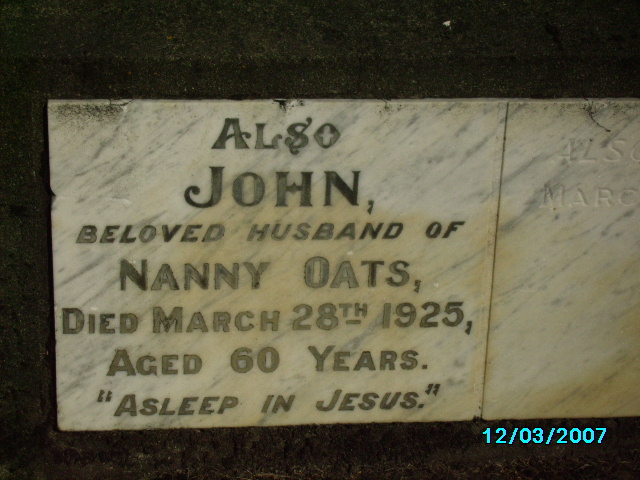 ALSO
JOHN,
BELOVED HUSBAND OF
NANNY OATS,
DIED MARCH 28TH 1925,
AGED 60 YEARS.
"ASLEEP IN JESUS."
ALSO
12/03/2007